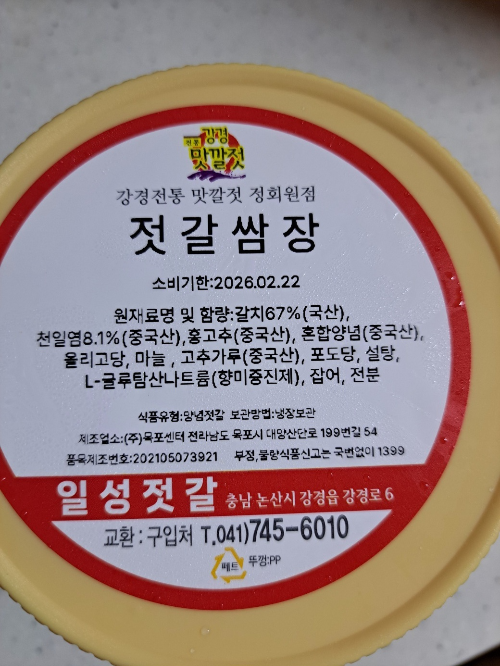 전통
강경
맛깔젓
강경전통 맛깔젓 정회원점
젓갈쌈장
소비기한:2026.02.22
원재료명 및 함량:갈치67%(국산),
천일염8.1%(중국산),홍고추(중국산), 혼합양념(중국산),
올리고당, 마늘 , 고추가루(중국산), 포도당, 설탕,
L-글루탐산나트륨(향미증진제), 잡어, 전분
식품유형:양념젓갈 보관방법:냉장보관
제조업소:(주)목포센터 전라남도 목포시 대양산단로 199번길 54
품목제조번호:202105073921 부정,불량식품신고는 국번없이 1399
일성젓갈 충남 논산시 강경읍 강경로 6
교환 : 구입처 T.041)745-6010
페트 뚜껑:PP